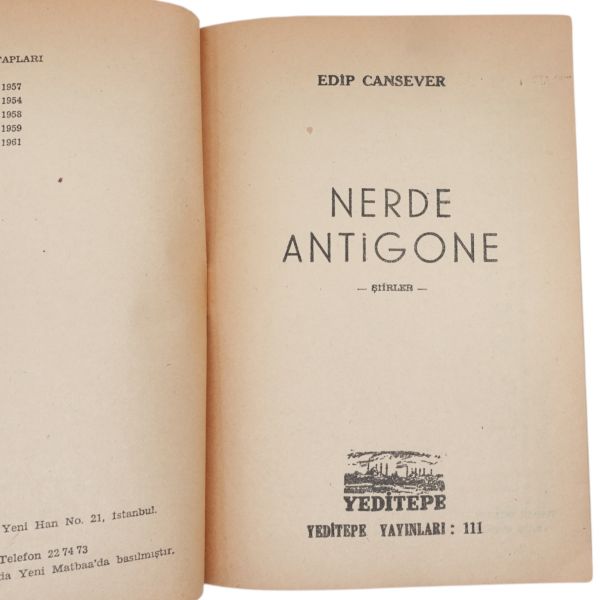 TAPLARI
1957
1954
1958
1959
1961
Yeni Han No. 21, İstanbul.
Telefon 22 74 73
da Yeni Matbaa'da basılmıştır.
EDİP CANSEVER
NERDE
ANTİGONE
— ŞİİRLER —
YEDİTEPE
YEDİTEPE YAYINLARI : 111